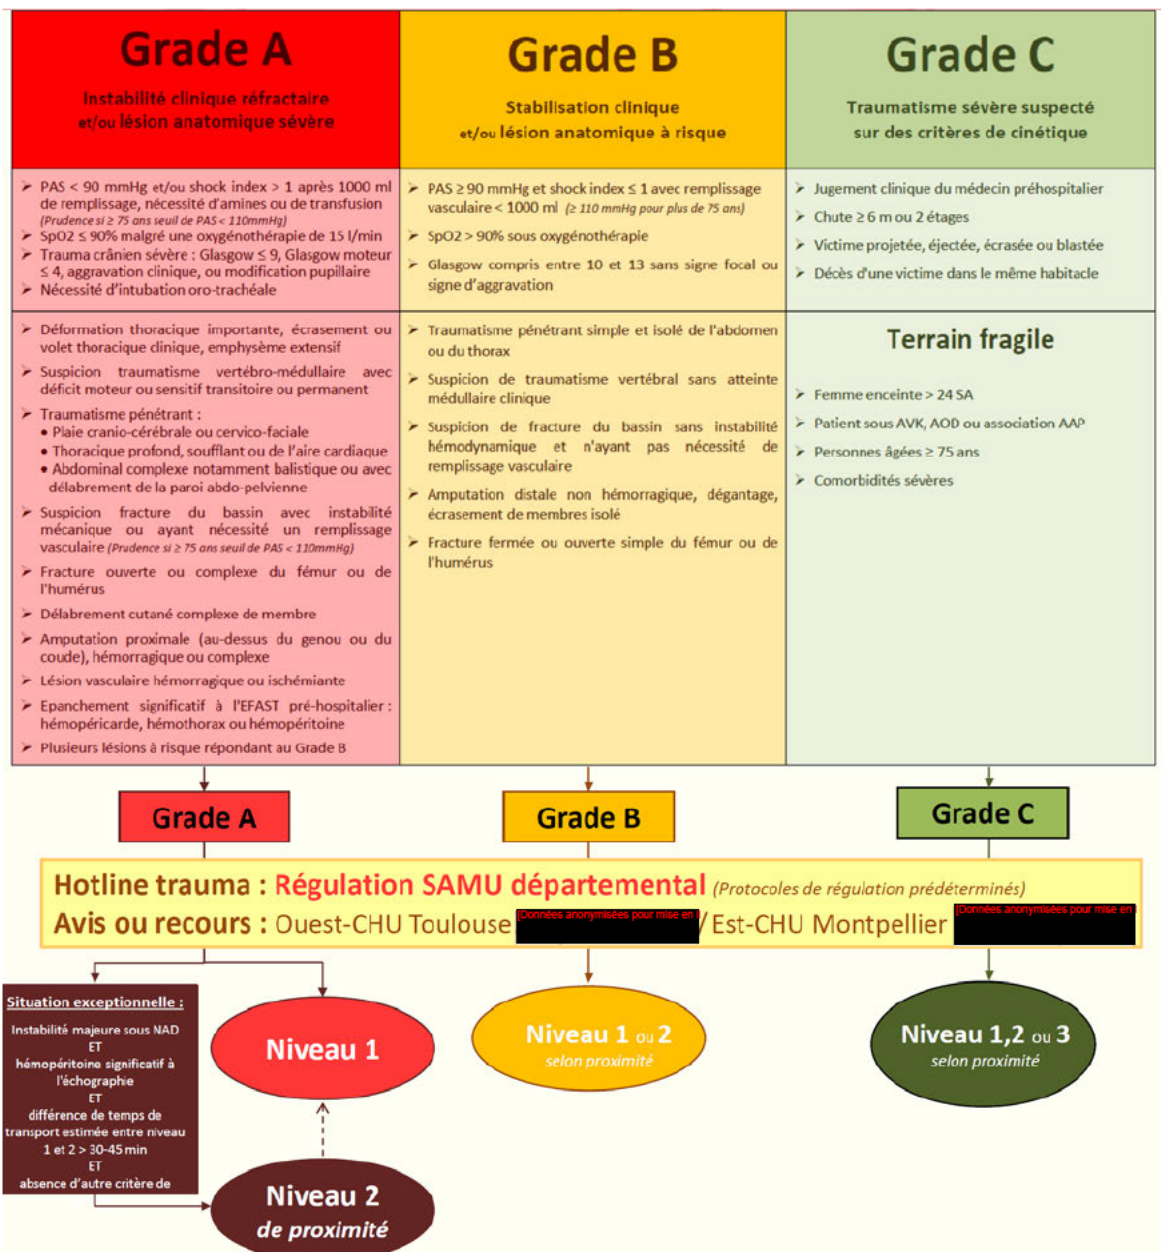 Grade A
Instabilité clinique réfractaire
et/ou lésion anatomique sévère
Grade B
Stabilisation clinique
et/ou lésion anatomique à risque
Grade C
Traumatisme sévère suspecté
sur des critères de cinétique
➢ PAS < 90 mmHg et/ou shock index > 1 après 1000 ml
de remplissage, nécessité d'amines ou de transfusion
(Prudence si ≥ 75 ans seuil de PAS < 110mmHg)
➢ SpO2 ≤ 90% malgré une oxygénothérapie de 15 l/min
➢ Trauma crânien sévère : Glasgow ≤ 9, Glasgow moteur
≤ 4, aggravation clinique, ou modification pupillaire
➢ Nécessité d'intubation oro-trachéale
➢ PAS ≥ 90 mmHg et shock index ≤ 1 avec remplissage
vasculaire < 1000 ml (≥ 110 mmHg pour plus de 75 ans)
➢ SpO2 > 90% sous oxygénothérapie
➢ Glasgow compris entre 10 et 13 sans signe focal ou
signe d'aggravation
➢ Jugement clinique du médecin préhospitalier
➢ Chute ≥ 6 m ou 2 étages
➢ Victime projetée, éjectée, écrasée ou blastée
➢ Décès d'une victime dans le même habitacle
➢ Déformation thoracique importante, écrasement ou
volet thoracique clinique, emphysème extensif
➢ Suspicion traumatisme vertébro-médullaire avec
déficit moteur ou sensitif transitoire ou permanent
➢ Traumatisme pénétrant :
• Plaie cranio-cérébrale ou cervico-faciale
• Thoracique profond, soufflant ou de l'aire cardiaque
• Abdominal complexe notamment balistique ou avec
délabrement de la paroi abdo-pelvienne
➢ Suspicion fracture du bassin avec instabilité
mécanique ou ayant nécessité un remplissage
vasculaire (Prudence si ≥ 75 ans seuil de PAS < 110mmHg)
➢ Fracture ouverte ou complexe du fémur ou de
l'humérus
➢ Délabrement cutané complexe de membre
➢ Amputation proximale (au-dessus du genou ou du
coude), hémorragique ou complexe
➢ Lésion vasculaire hémorragique ou ischémiante
➢ Epanchement significatif à l'EFAST pré-hospitalier :
hémopéricarde, hémothorax ou hémopéritoine
➢ Plusieurs lésions à risque répondant au Grade B
➢ Traumatisme pénétrant simple et isolé de l'abdomen
ou du thorax
➢ Suspicion de traumatisme vertébral sans atteinte
médullaire clinique
➢ Suspicion de fracture du bassin sans instabilité
hémodynamique et n'ayant pas nécessité de
remplissage vasculaire
➢ Amputation distale non hémorragique, dégantage,
écrasement de membres isolé
➢ Fracture fermée ou ouverte simple du fémur ou de
l'humérus
Terrain fragile
➢ Femme enceinte > 24 SA
➢ Patient sous AVK, AOD ou association AAP
➢ Personnes âgées ≥ 75 ans
➢ Comorbidités sévères
Grade A
Grade B
Grade C
Hotline trauma : Régulation SAMU départemental (Protocoles de régulation prédéterminés)
Avis ou recours : Ouest-CHU Toulouse [Données anonymisées pour mise en / Est-CHU Montpellier [Données anonymisées pour mise en
Situation exceptionnelle :
Instabilité majeure sous NAD
ET
hémopéritoine significatif à
l'échographie
ET
différence de temps de
transport estimée entre niveau
1 et 2 > 30-45 min
ET
absence d'autre critère de
Niveau 1
Niveau 1 ou 2
selon proximité
Niveau 1,2 ou 3
selon proximité
Niveau 2
de proximité